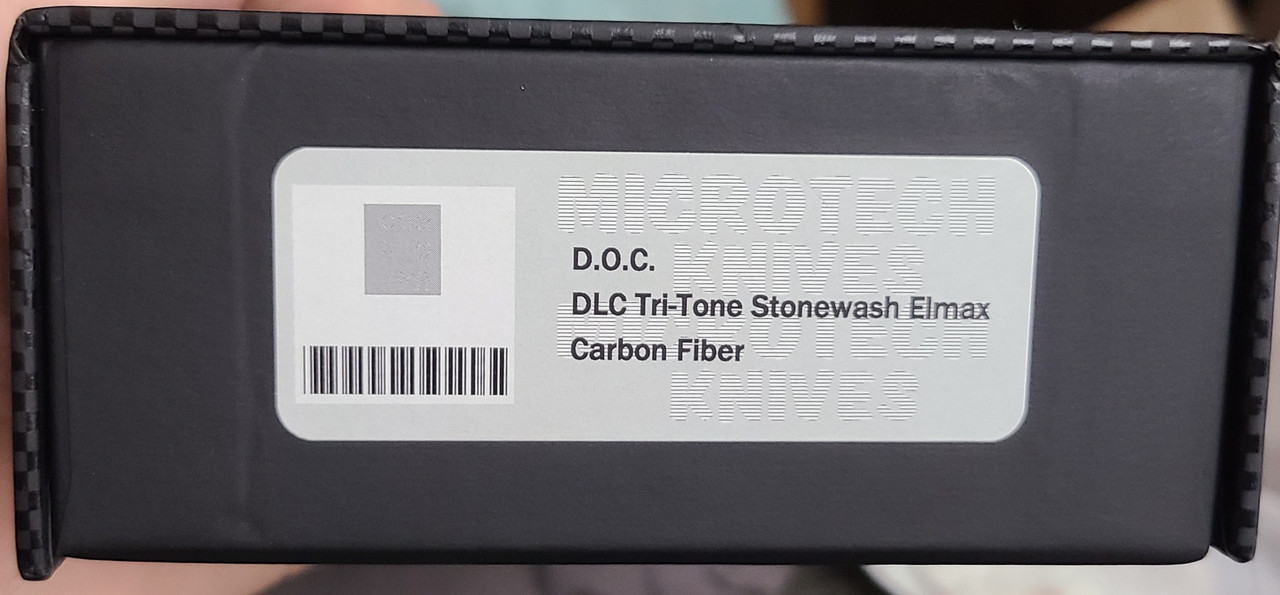 MICROTECH
KNIVES
D.O.C.
DLC Tri-Tone Stonewash Elmax
MICROTECH
Carbon Fiber
KNIVES